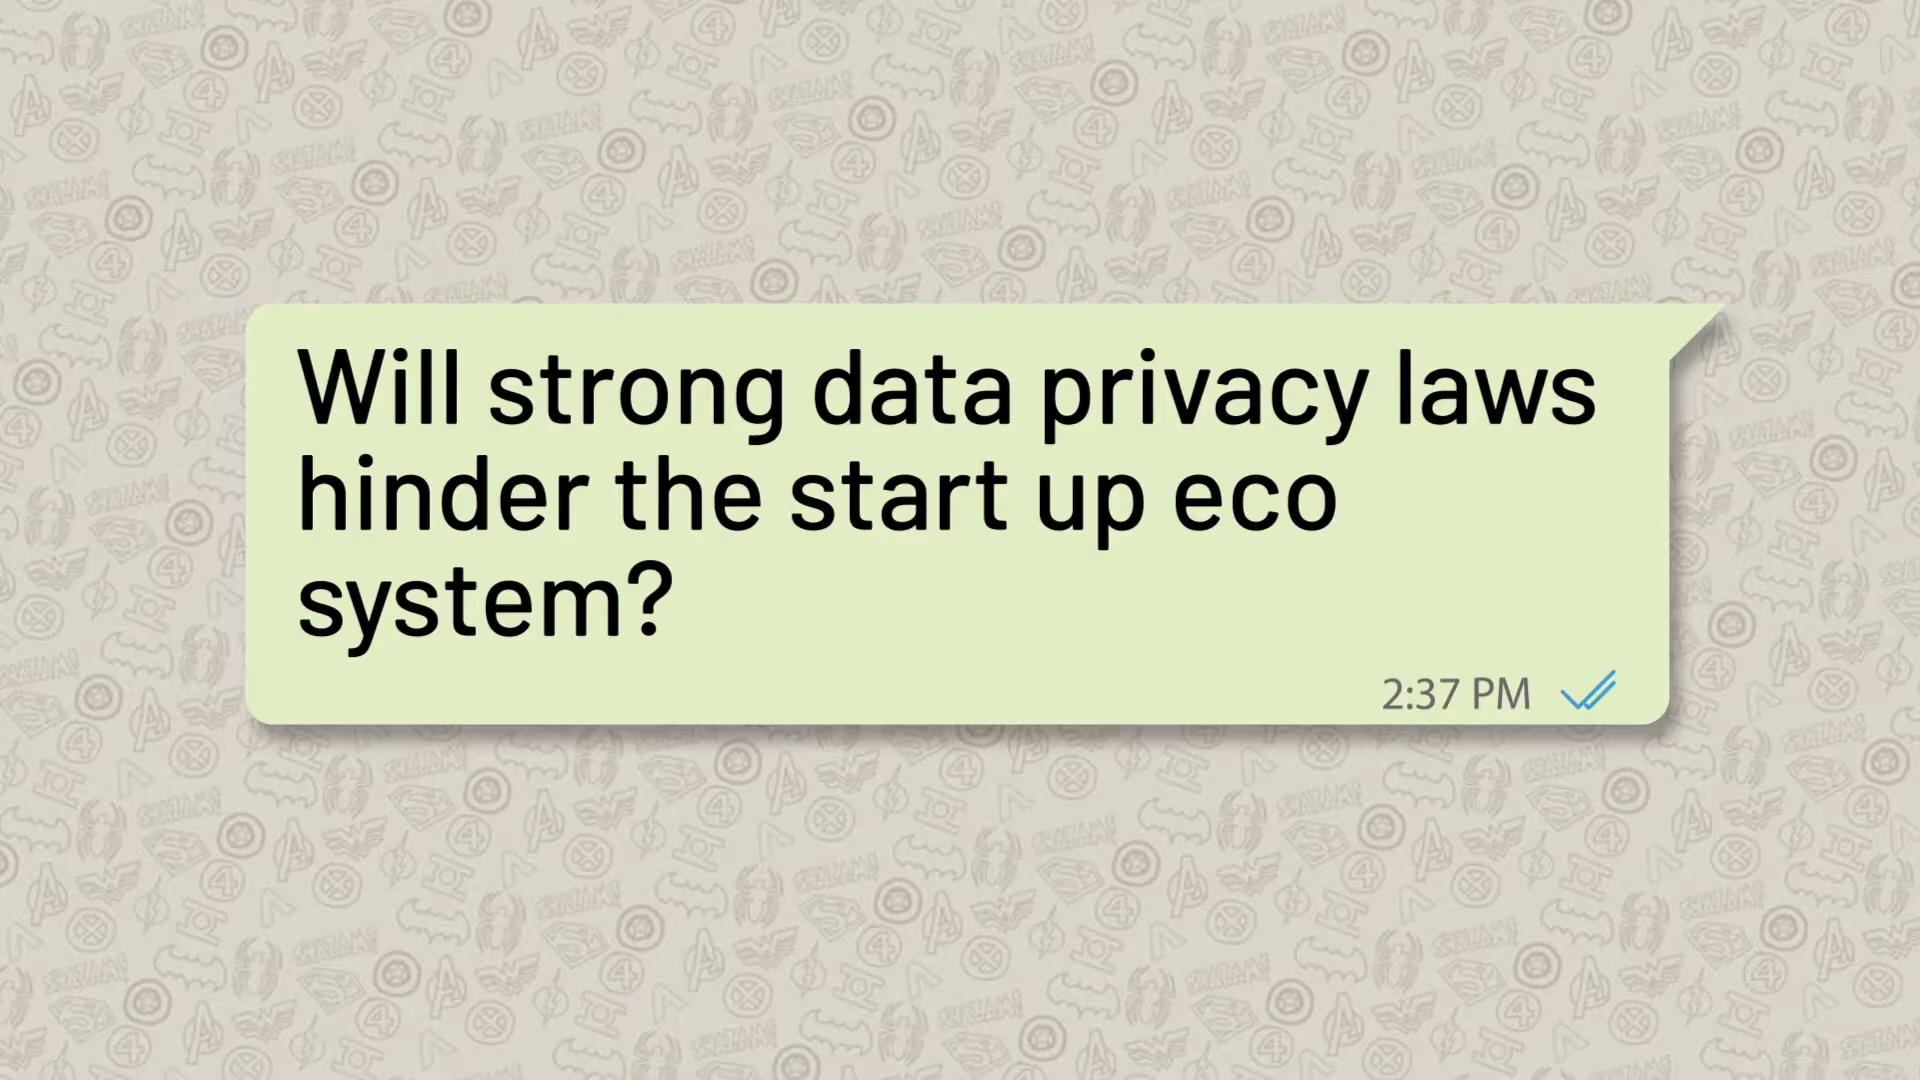 Will strong data privacy laws
hinder the start up eco
system?
2:37 PM